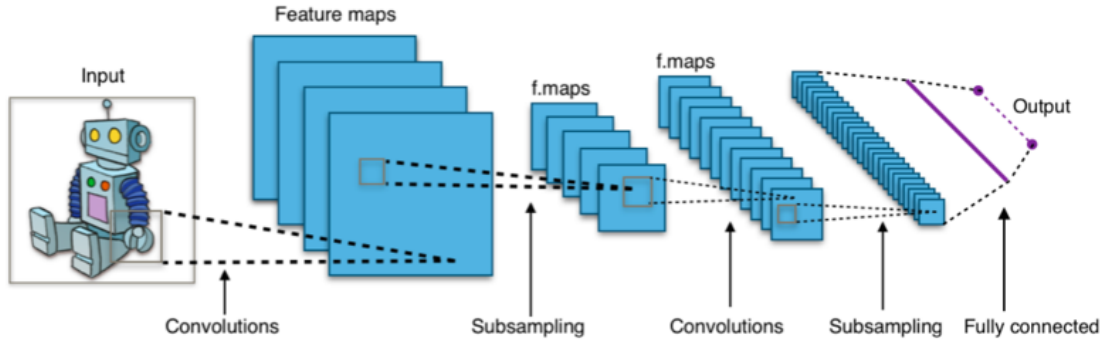 Feature maps
Input
f.maps
f.maps
Output
Convolutions
Subsampling
Convolutions
Subsampling
Fully connected